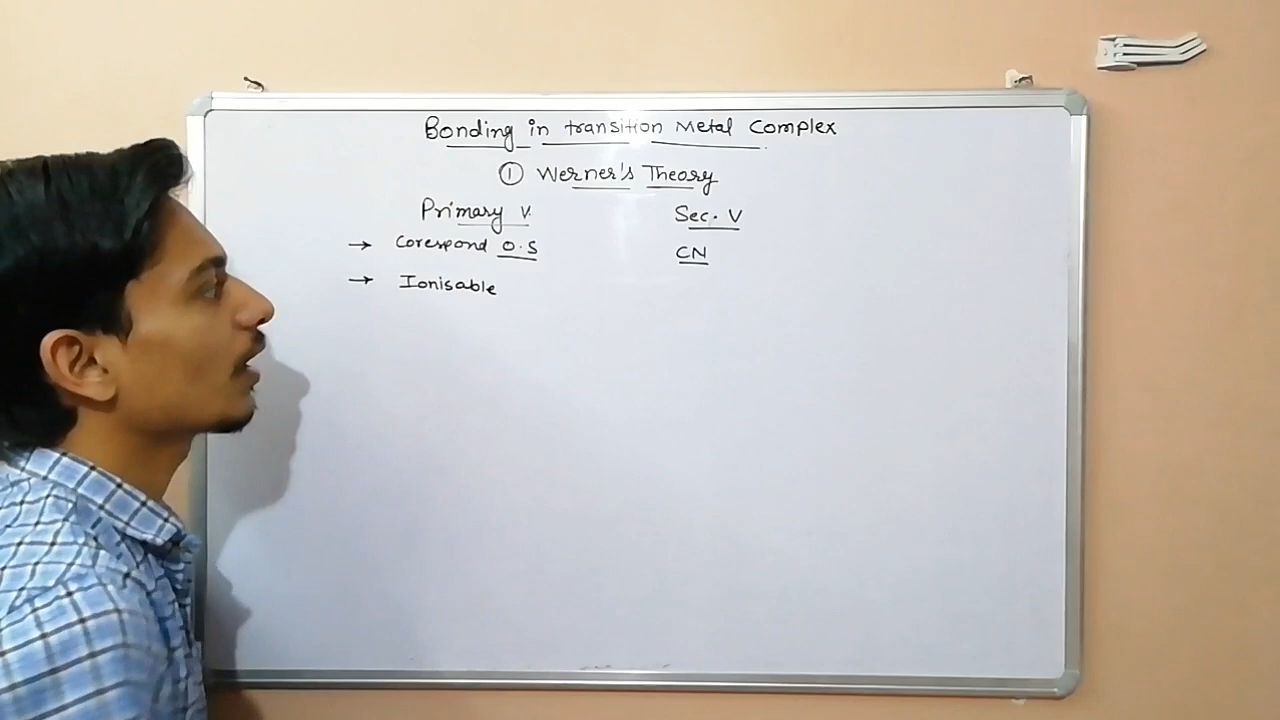 Bonding in transition Metal Complex
① Werner's Theory
Primary V. Sec. V
→ Corespond O.S CN
→ Ionisable